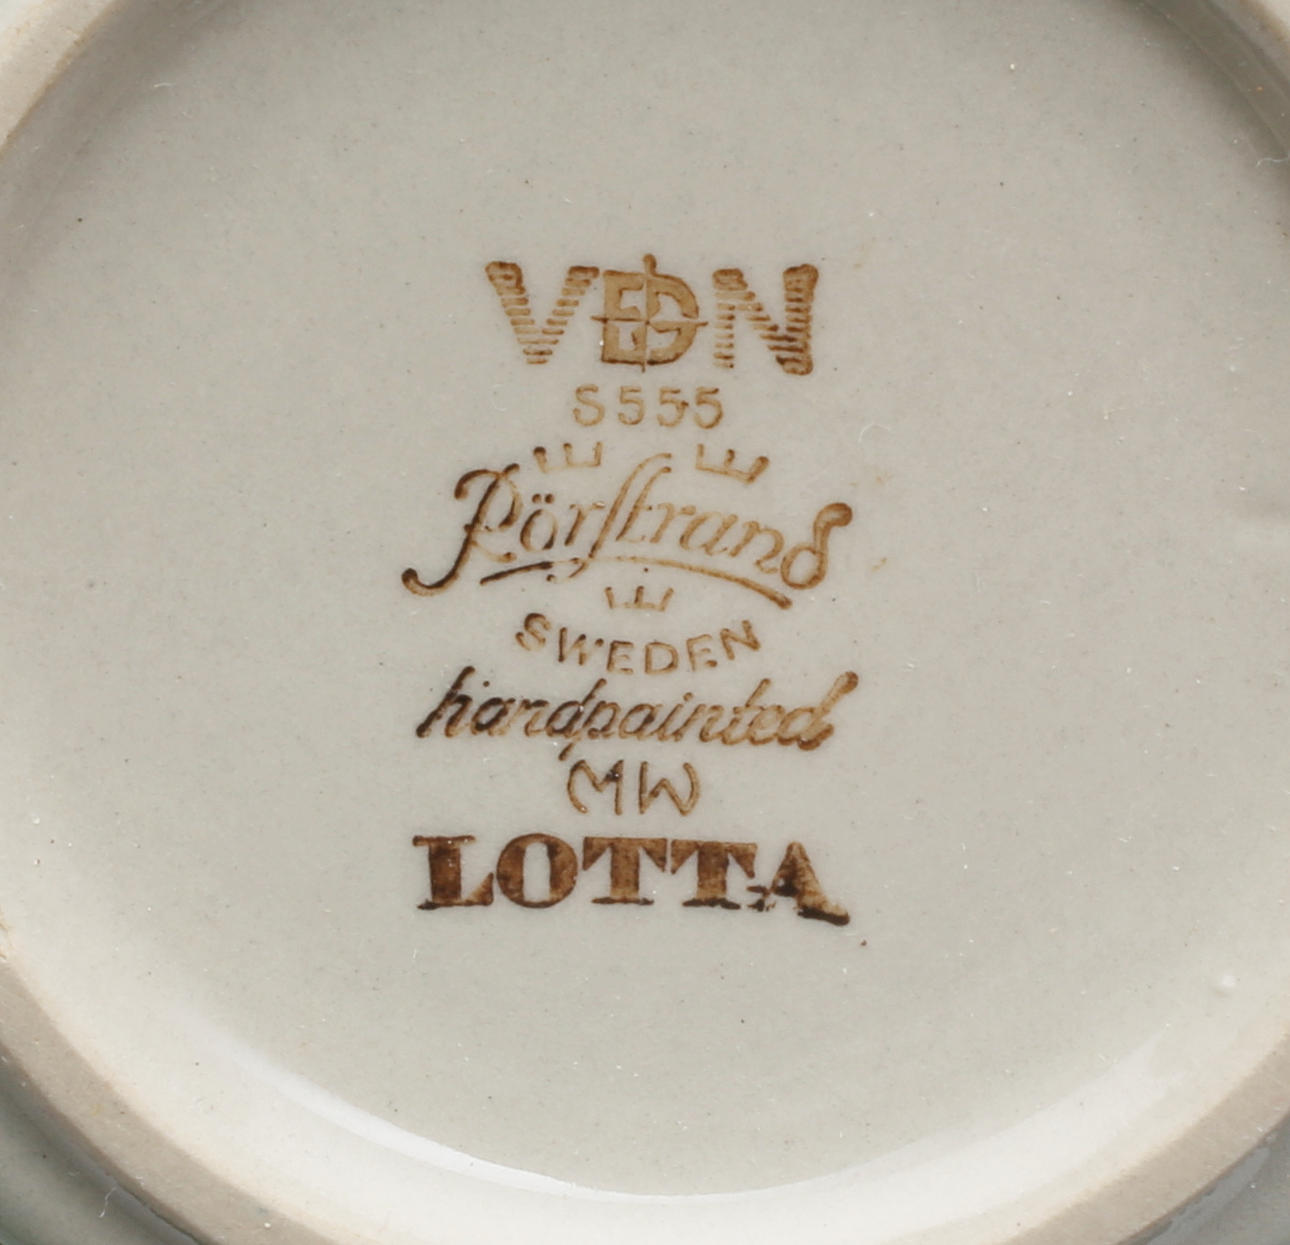 VDN
S555
Rörstrand
SWEDEN
handpainted
MW
LOTTA